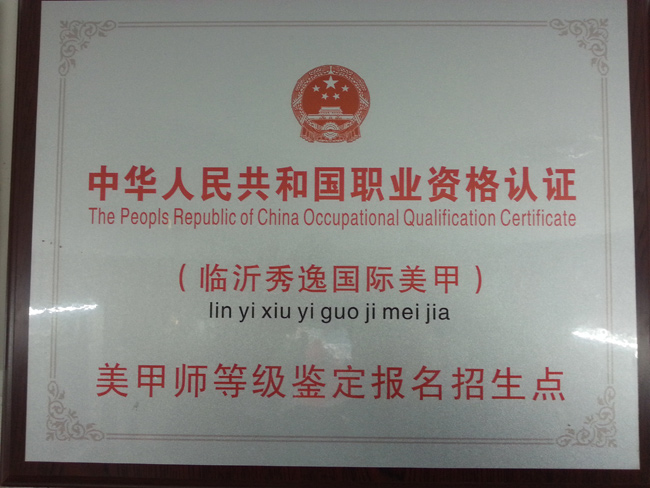 中华人民共和国职业资格认证
The Peopls Republic of China Occupational Qualification Certificate
（临沂秀逸国际美甲）
lin yi xiu yi guo ji mei jia
美甲师等级鉴定报名招生点